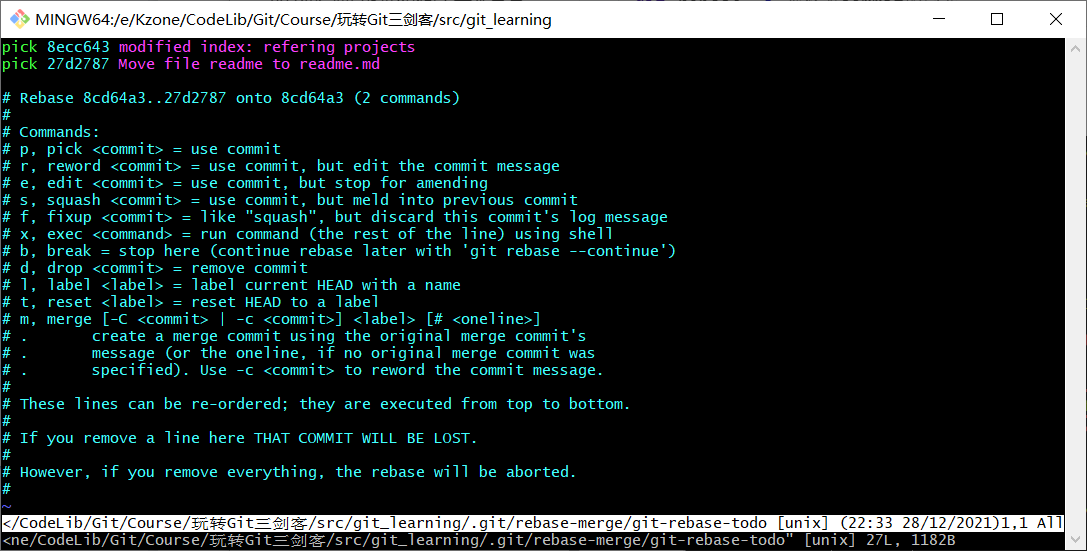 MINGW64:/e/Kzone/CodeLib/Git/Course/玩转Git三剑客/src/git_learning
pick 8ecc643 modified index: refering projects
pick 27d2787 Move file readme to readme.md
# Rebase 8cd64a3..27d2787 onto 8cd64a3 (2 commands)
#
# Commands:
# p, pick <commit> = use commit
# r, reword <commit> = use commit, but edit the commit message
# e, edit <commit> = use commit, but stop for amending
# s, squash <commit> = use commit, but meld into previous commit
# f, fixup <commit> = like "squash", but discard this commit's log message
# x, exec <command> = run command (the rest of the line) using shell
# b, break = stop here (continue rebase later with 'git rebase --continue')
# d, drop <commit> = remove commit
# l, label <label> = label current HEAD with a name
# t, reset <label> = reset HEAD to a label
# m, merge [-C <commit> | -c <commit>] <label> [# <oneline>]
# .       create a merge commit using the original merge commit's
# .       message (or the oneline, if no original merge commit was
# .       specified). Use -c <commit> to reword the commit message.
#
# These lines can be re-ordered; they are executed from top to bottom.
#
# If you remove a line here THAT COMMIT WILL BE LOST.
#
# However, if you remove everything, the rebase will be aborted.
#
~
</CodeLib/Git/Course/玩转Git三剑客/src/git_learning/.git/rebase-merge/git-rebase-todo [unix] (22:33 28/12/2021)1,1 All
<ne/CodeLib/Git/Course/玩转Git三剑客/src/git_learning/.git/rebase-merge/git-rebase-todo" [unix] 27L, 1182B